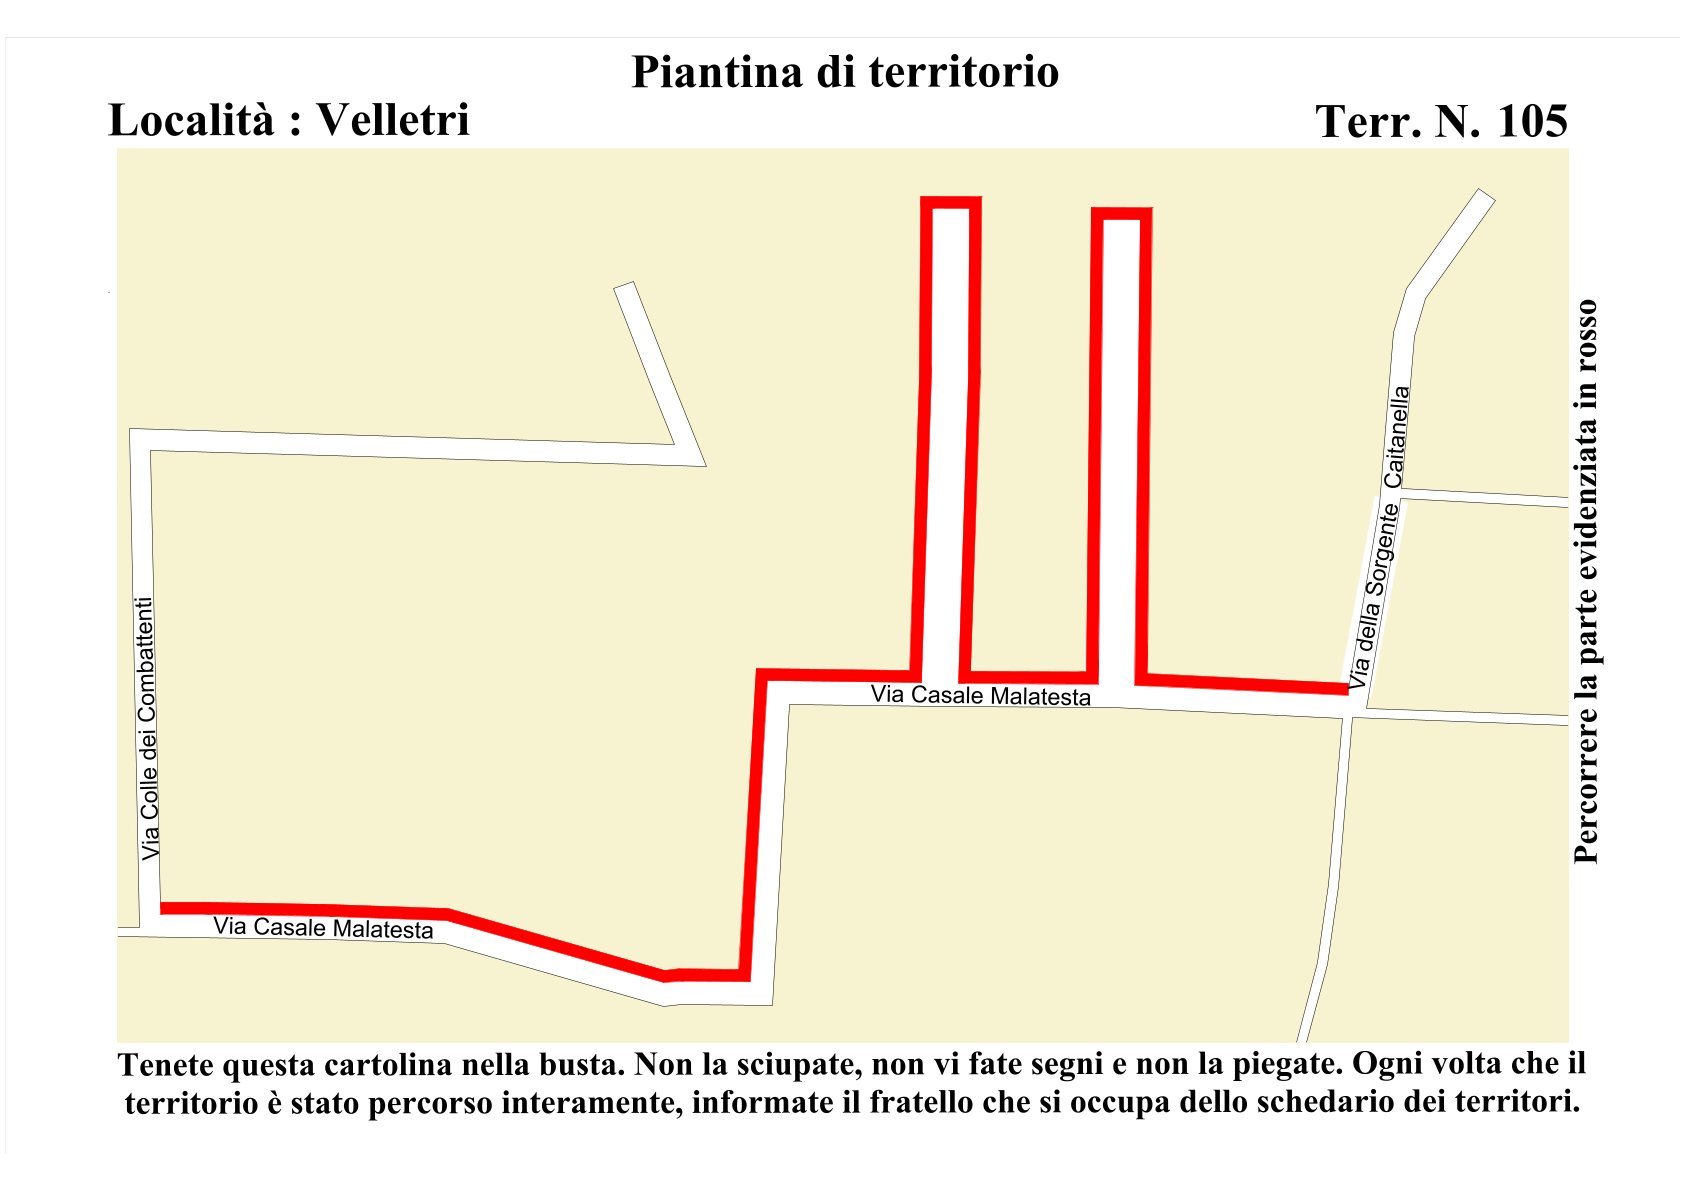 Piantina di territorio
Località : Velletri
Terr. N. 105
Caitanella
Via della Sorgente
Percorrere la parte evidenziata in rosso
Via Colle dei Combattenti
Via Casale Malatesta
Via Casale Malatesta
Tenete questa cartolina nella busta. Non la sciupate, non vi fate segni e non la piegate. Ogni volta che il
territorio è stato percorso interamente, informate il fratello che si occupa dello schedario dei territori.